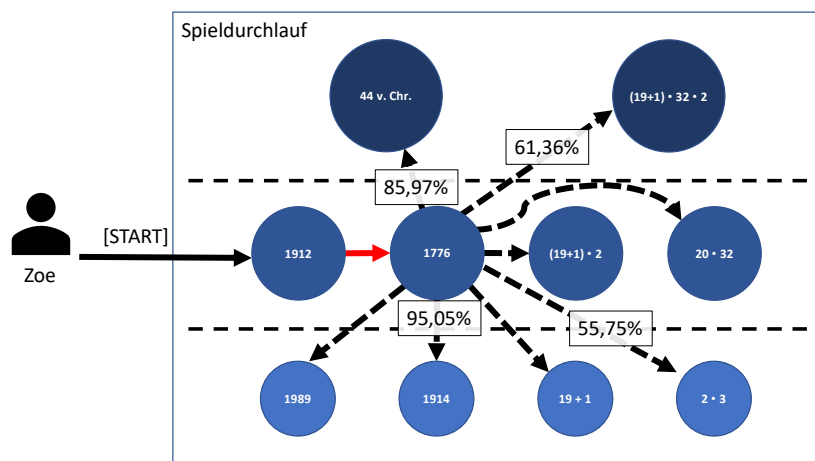 Spieldurchlauf
44 v. Chr.
(19+1) • 32 • 2
61,36%
85,97%
[START]
Zoe
1912
1776
(19+1) • 2
20 • 32
95,05%
55,75%
1989
1914
19 + 1
2 • 3